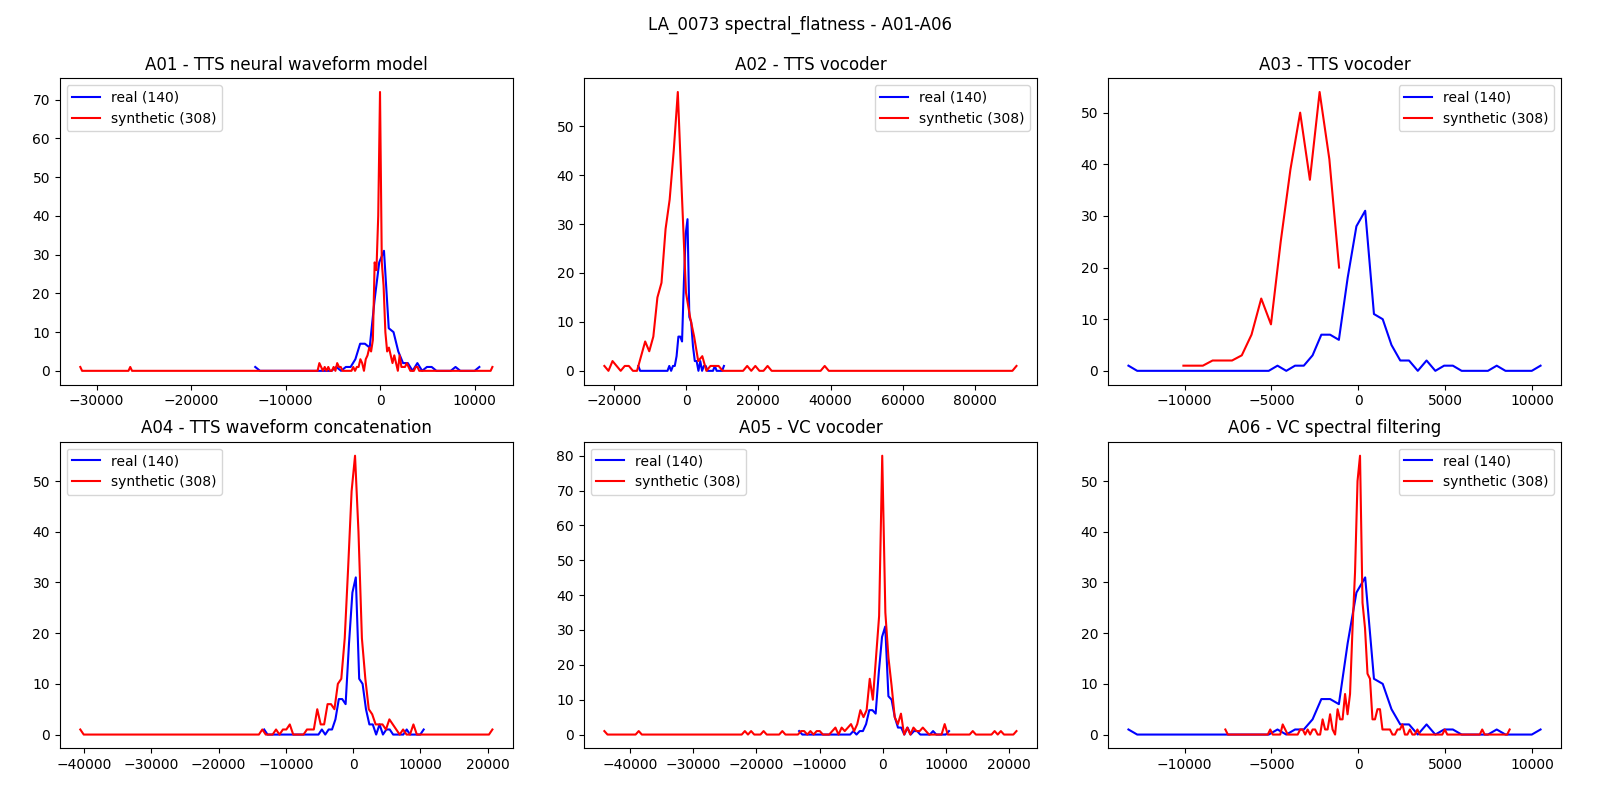 LA_0073 spectral_flatness - A01-A06
A01 - TTS neural waveform model
real (140)
synthetic (308)
70
60
50
40
30
20
10
0
−30000 −20000 −10000 0 10000
A02 - TTS vocoder
real (140)
synthetic (308)
50
40
30
20
10
0
−20000 0 20000 40000 60000 80000
A03 - TTS vocoder
real (140)
synthetic (308)
50
40
30
20
10
0
−10000 −5000 0 5000 10000
A04 - TTS waveform concatenation
real (140)
synthetic (308)
50
40
30
20
10
0
−40000 −30000 −20000 −10000 0 10000 20000
A05 - VC vocoder
real (140)
synthetic (308)
80
70
60
50
40
30
20
10
0
−40000 −30000 −20000 −10000 0 10000 20000
A06 - VC spectral filtering
real (140)
synthetic (308)
50
40
30
20
10
0
−10000 −5000 0 5000 10000